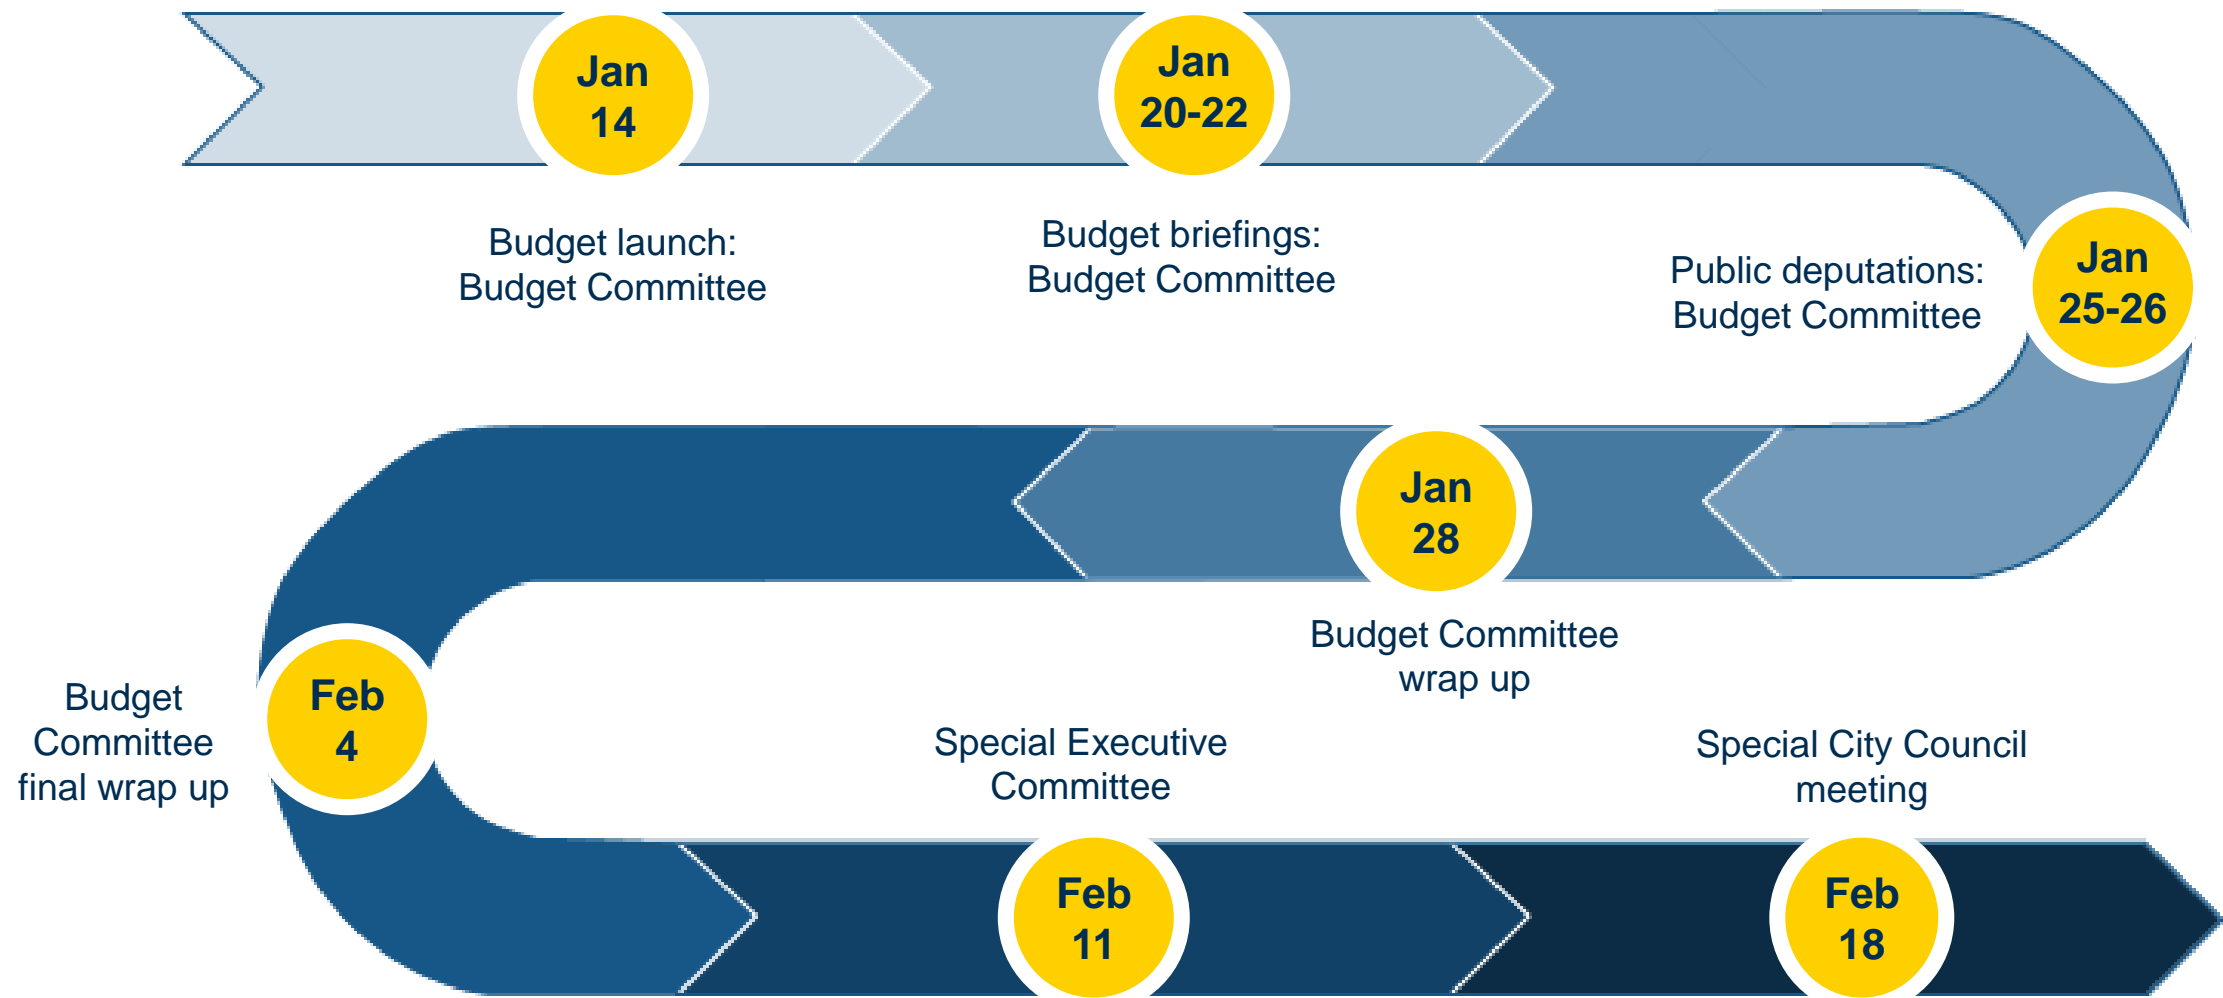 Jan
14
Budget launch:
Budget Committee
Jan
20-22
Budget briefings:
Budget Committee
Jan
25-26
Public deputations:
Budget Committee
Jan
28
Budget Committee
wrap up
Feb
4
Budget
Committee
final wrap up
Special Executive
Committee
Feb
11
Special City Council
meeting
Feb
18